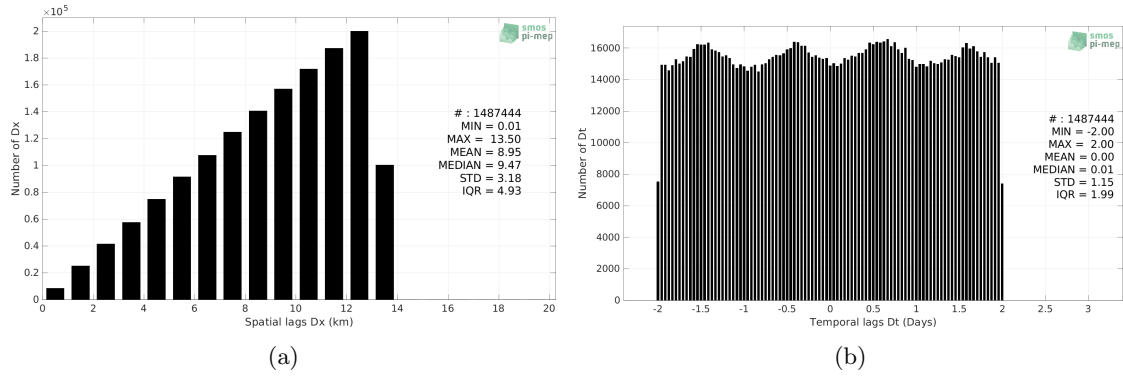 ×10⁵
2
1.8
1.6
1.4
1.2
1
0.8
0.6
0.4
0.2
0
Number of Dx
0 2 4 6 8 10 12 14 16 18 20
Spatial lags Dx (km)
smos
pi-mep
# : 1487444
MIN = 0.01
MAX = 13.50
MEAN = 8.95
MEDIAN = 9.47
STD = 3.18
IQR = 4.93
(a)
16000
14000
12000
10000
8000
6000
4000
2000
0
Number of Dt
-2 -1.5 -1 -0.5 0 0.5 1 1.5 2 2.5 3
Temporal lags Dt (Days)
smos
pi-mep
# : 1487444
MIN = -2.00
MAX = 2.00
MEAN = 0.00
MEDIAN = 0.01
STD = 1.15
IQR = 1.99
(b)